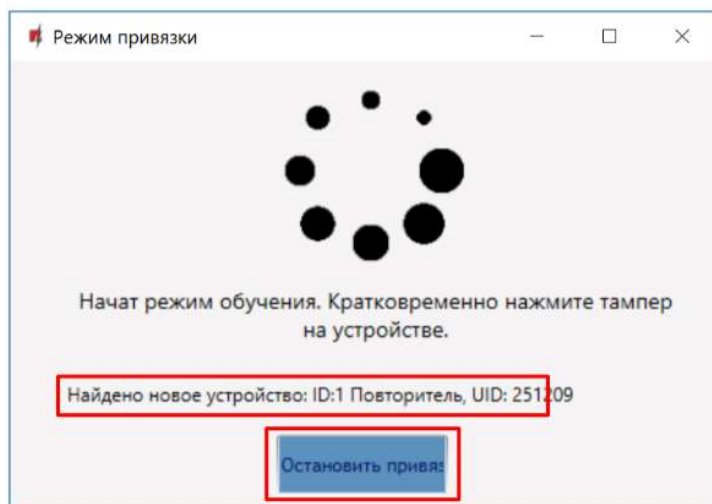 Режим привязки
Начат режим обучения. Кратковременно нажмите тампер
на устройстве.
Найдено новое устройство: ID:1 Повторитель, UID: 251209
Остановить привяз